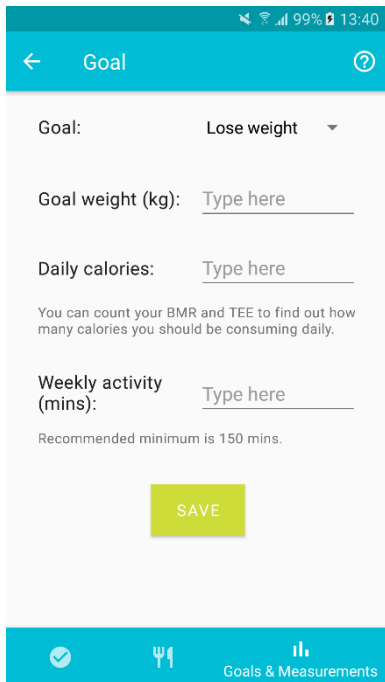 99% 13:40
Goal
Goal: Lose weight
Goal weight (kg): Type here
Daily calories: Type here
You can count your BMR and TEE to find out how
many calories you should be consuming daily.
Weekly activity
(mins): Type here
Recommended minimum is 150 mins.
SAVE
Goals & Measurements